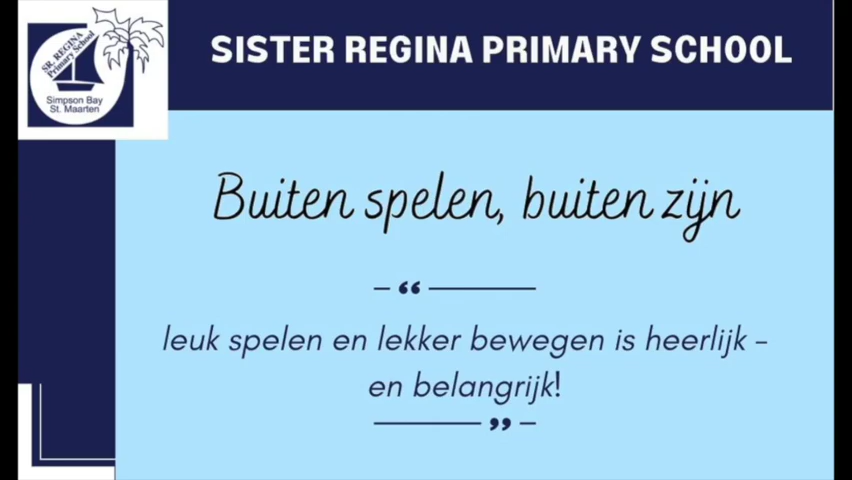 SR. REGINA
Primary School
Simpson Bay
St. Maarten
SISTER REGINA PRIMARY SCHOOL
Buiten spelen, buiten zijn
“
leuk spelen en lekker bewegen is heerlijk -
en belangrijk!
”